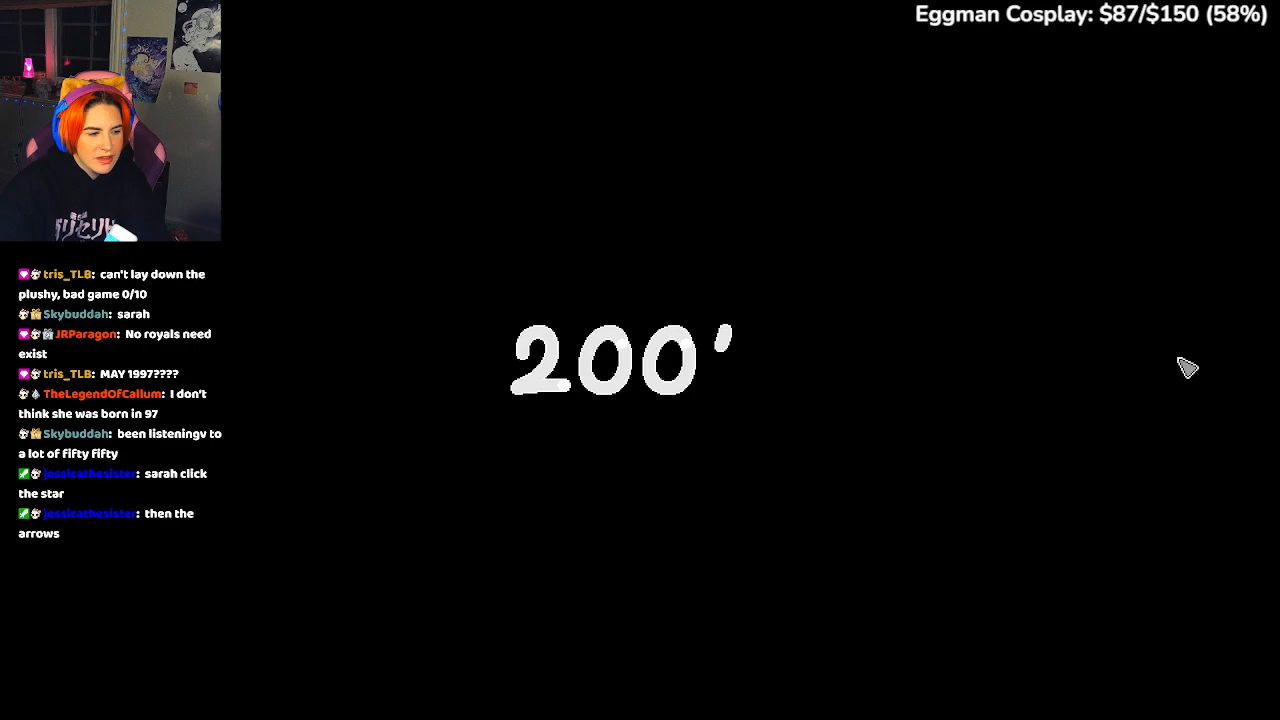 Eggman Cosplay: $87/$150 (58%)
tris_TLB: can't lay down the
plushy, bad game 0/10
Skybuddah: sarah
JRParagon: No royals need
exist
tris_TLB: MAY 1997????
TheLegendOfCallum: I don't
think she was born in 97
Skybuddah: been listeningv to
a lot of fifty fifty
jessicathesister: sarah click
the star
jessicathesister: then the
arrows
200'